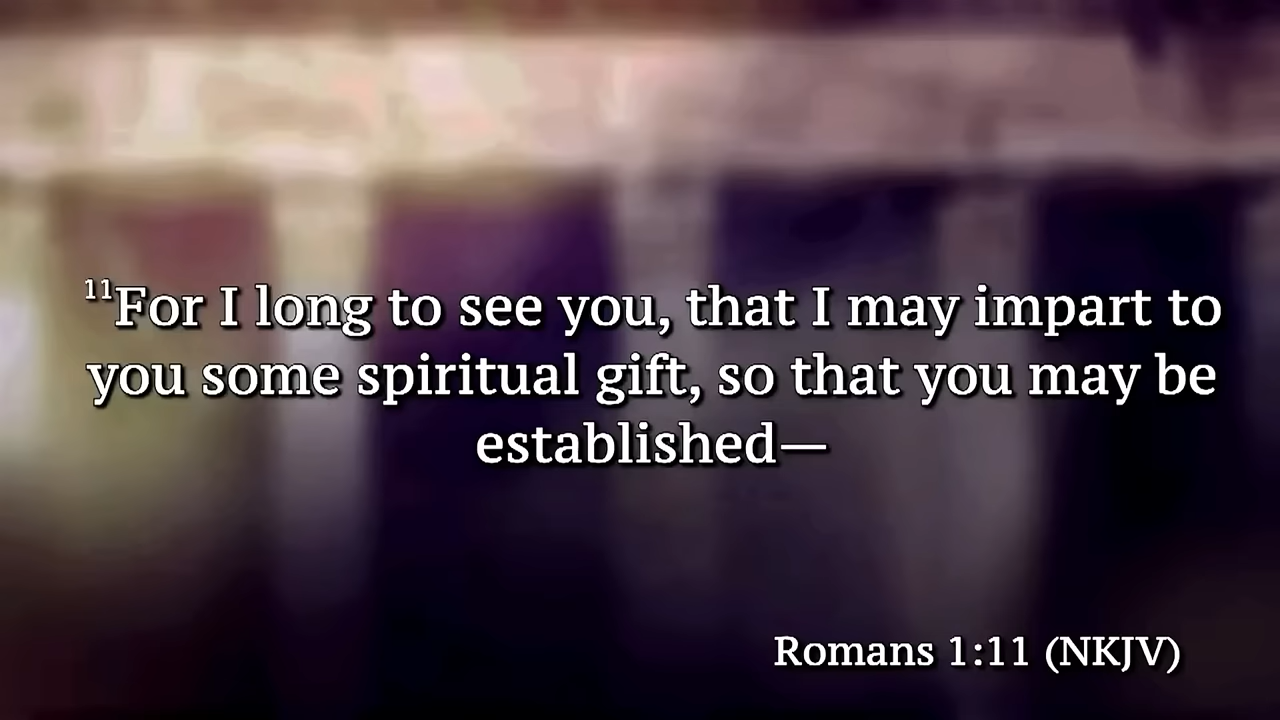 ¹¹For I long to see you, that I may impart to
you some spiritual gift, so that you may be
established—
Romans 1:11 (NKJV)